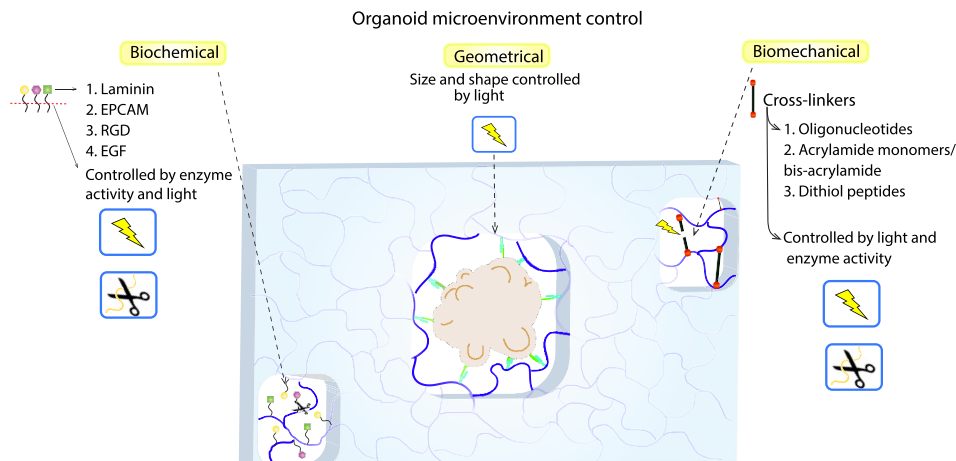 Organoid microenvironment control
Biochemical
1. Laminin
2. EPCAM
3. RGD
4. EGF
Controlled by enzyme
activity and light
Geometrical
Size and shape controlled
by light
Biomechanical
Cross-linkers
1. Oligonucleotides
2. Acrylamide monomers/
bis-acrylamide
3. Dithiol peptides
Controlled by light and
enzyme activity